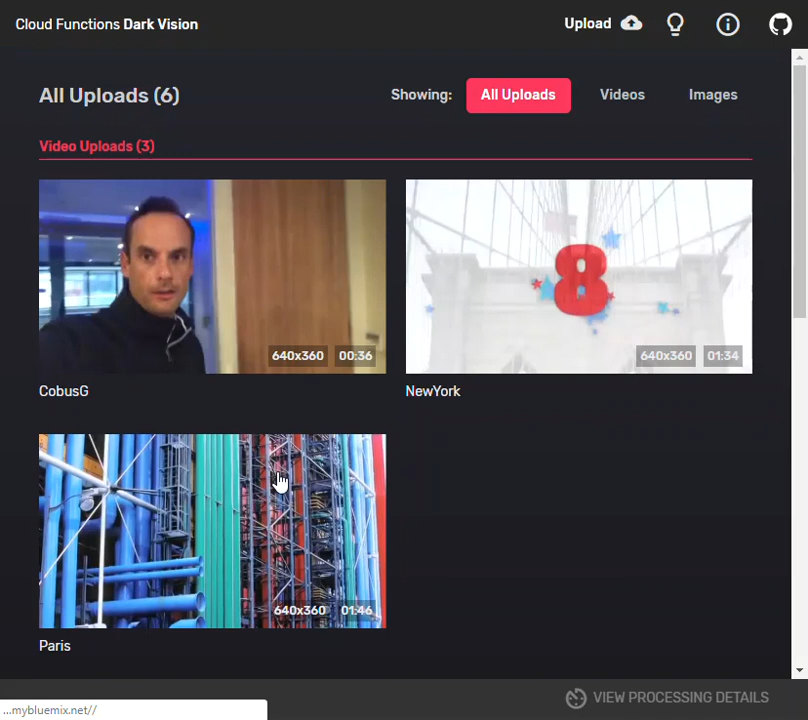 Cloud Functions Dark Vision
Upload
All Uploads (6)
Showing:
All Uploads
Videos
Images
Video Uploads (3)
640x360
00:36
8
640x360
01:34
CobusG
NewYork
640x360
01:46
Paris
VIEW PROCESSING DETAILS
...mybluemix.net//